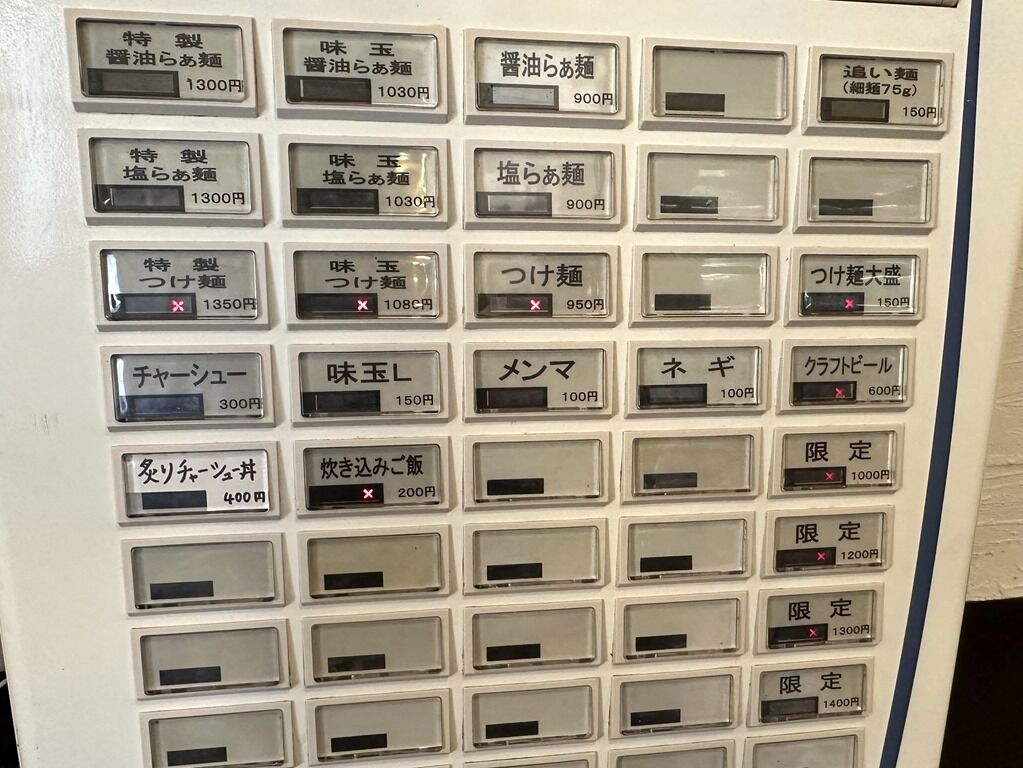 特製
醤油らぁ麺
1300円
味玉
醤油らぁ麺
1030円
醤油らぁ麺
900円
追い麺
(細麺75g)
150円
特製
塩らぁ麺
1300円
味玉
塩らぁ麺
1030円
塩らぁ麺
900円
特製
つけ麺
1350円
味玉
つけ麺
1080円
つけ麺
950円
つけ麺大盛
150円
チャーシュー
300円
味玉L
150円
メンマ
100円
ネギ
100円
クラフトビール
600円
炙りチャーシュー丼
400円
炊き込みご飯
200円
限定
1000円
限定
1200円
限定
1300円
限定
1400円